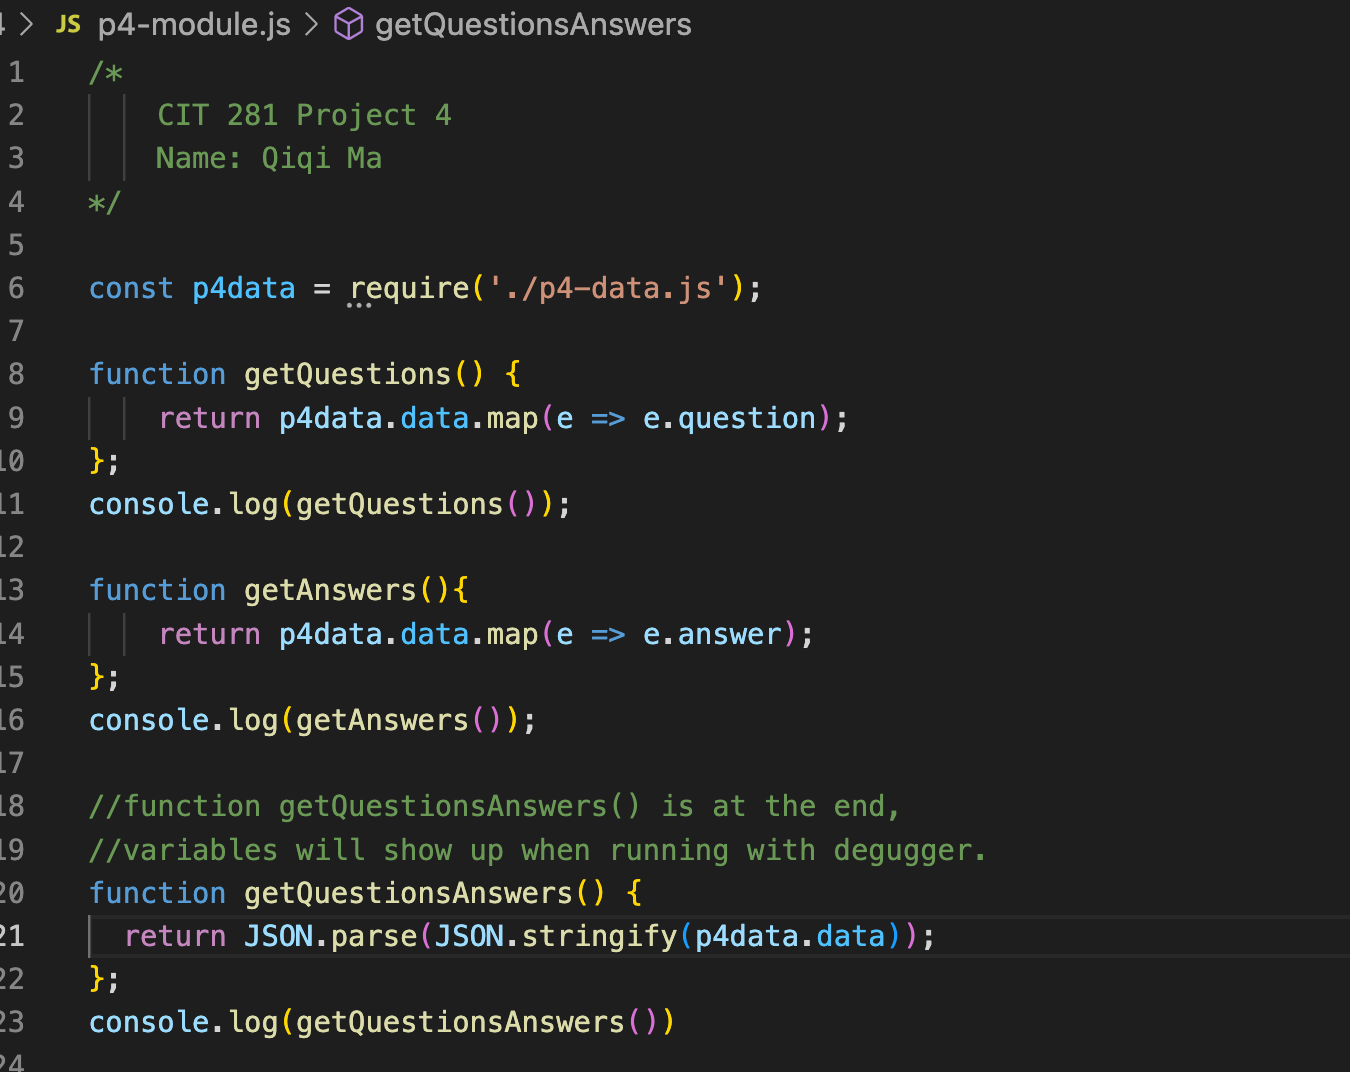 4 > JS p4-module.js > getQuestionsAnswers
1 /*
2 CIT 281 Project 4
3 Name: Qiqi Ma
4 */
5
6 const p4data = require('./p4-data.js');
7
8 function getQuestions() {
9 return p4data.data.map(e => e.question);
10 };
11 console.log(getQuestions());
12
13 function getAnswers(){
14 return p4data.data.map(e => e.answer);
15 };
16 console.log(getAnswers());
17
18 //function getQuestionsAnswers() is at the end,
19 //variables will show up when running with degugger.
20 function getQuestionsAnswers() {
21 return JSON.parse(JSON.stringify(p4data.data));
22 };
23 console.log(getQuestionsAnswers())
24